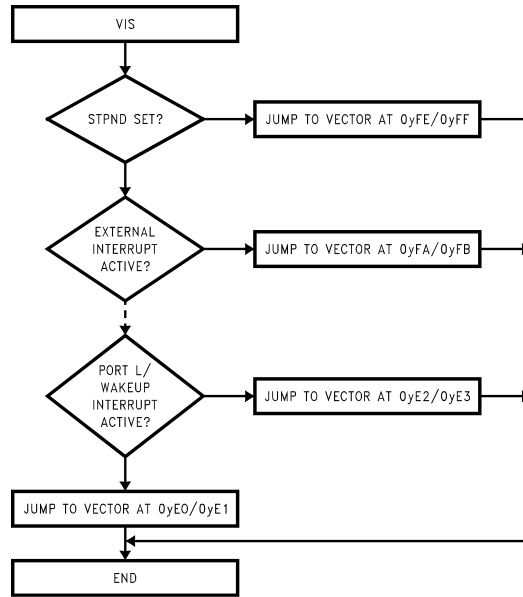 VIS
STPND SET?
JUMP TO VECTOR AT 0yFE/0yFF
EXTERNAL
INTERRUPT
ACTIVE?
JUMP TO VECTOR AT 0yFA/0yFB
PORT L/
WAKEUP
INTERRUPT
ACTIVE?
JUMP TO VECTOR AT 0yE2/0yE3
JUMP TO VECTOR AT 0yE0/0yE1
END